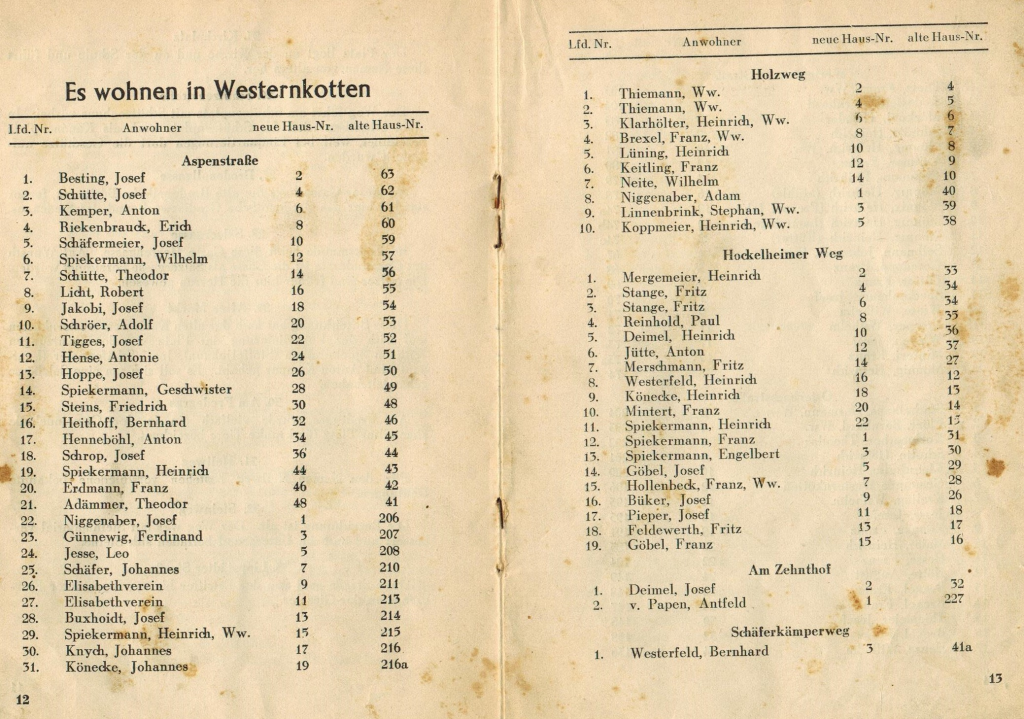 Es wohnen in Westernkotten
Lfd. Nr. Anwohner neue Haus-Nr. alte Haus-Nr.
Aspenstraße
1. Besting, Josef 2 63
2. Schütte, Josef 4 62
3. Kemper, Anton 6 61
4. Riekenbrauck, Erich 8 60
5. Schäfermeier, Josef 10 59
6. Spiekermann, Wilhelm 12 57
7. Schütte, Theodor 14 56
8. Licht, Robert 16 55
9. Jakobi, Josef 18 54
10. Schröer, Adolf 20 53
11. Tigges, Josef 22 52
12. Hense, Antonie 24 51
13. Hoppe, Josef 26 50
14. Spiekermann, Geschwister 28 49
15. Steins, Friedrich 30 48
16. Heithoff, Bernhard 32 46
17. Henneböhl, Anton 34 45
18. Schrop, Josef 36 44
19. Spiekermann, Heinrich 44 43
20. Erdmann, Franz 46 42
21. Adämmer, Theodor 48 41
22. Niggenaber, Josef 1 206
23. Günnewig, Ferdinand 3 207
24. Jesse, Leo 5 208
25. Schäfer, Johannes 7 210
26. Elisabethverein 9 211
27. Elisabethverein 11 213
28. Buxhoidt, Josef 13 214
29. Spiekermann, Heinrich, Ww. 15 215
30. Knych, Johannes 17 216
31. Könecke, Johannes 19 216a
12
Lfd. Nr. Anwohner neue Haus-Nr. alte Haus-Nr.
Holzweg
1. Thiemann, Ww. 2 4
2. Thiemann, Ww. 4 5
3. Klarhölter, Heinrich, Ww. 6 6
4. Brexel, Franz, Ww. 8 7
5. Lüning, Heinrich 10 8
6. Keitling, Franz 12 9
7. Neite, Wilhelm 14 10
8. Niggenaber, Adam 1 40
9. Linnenbrink, Stephan, Ww. 3 39
10. Koppmeier, Heinrich, Ww. 5 38
Hockelheimer Weg
1. Mergemeier, Heinrich 2 33
2. Stange, Fritz 4 34
3. Stange, Fritz 6 34
4. Reinhold, Paul 8 35
5. Deimel, Heinrich 10 36
6. Jütte, Anton 12 37
7. Merschmann, Fritz 14 27
8. Westerfeld, Heinrich 16 12
9. Könecke, Heinrich 18 13
10. Mintert, Franz 20 14
11. Spiekermann, Heinrich 22 15
12. Spiekermann, Franz 1 31
13. Spiekermann, Engelbert 3 30
14. Göbel, Josef 5 29
15. Hollenbeck, Franz, Ww. 7 28
16. Büker, Josef 9 26
17. Pieper, Josef 11 18
18. Feldewerth, Fritz 13 17
19. Göbel, Franz 15 16
Am Zehnthof
1. Deimel, Josef 2 32
2. v. Papen, Antfeld 1 227
Schäferkämperweg
1. Westerfeld, Bernhard 3 41a
13